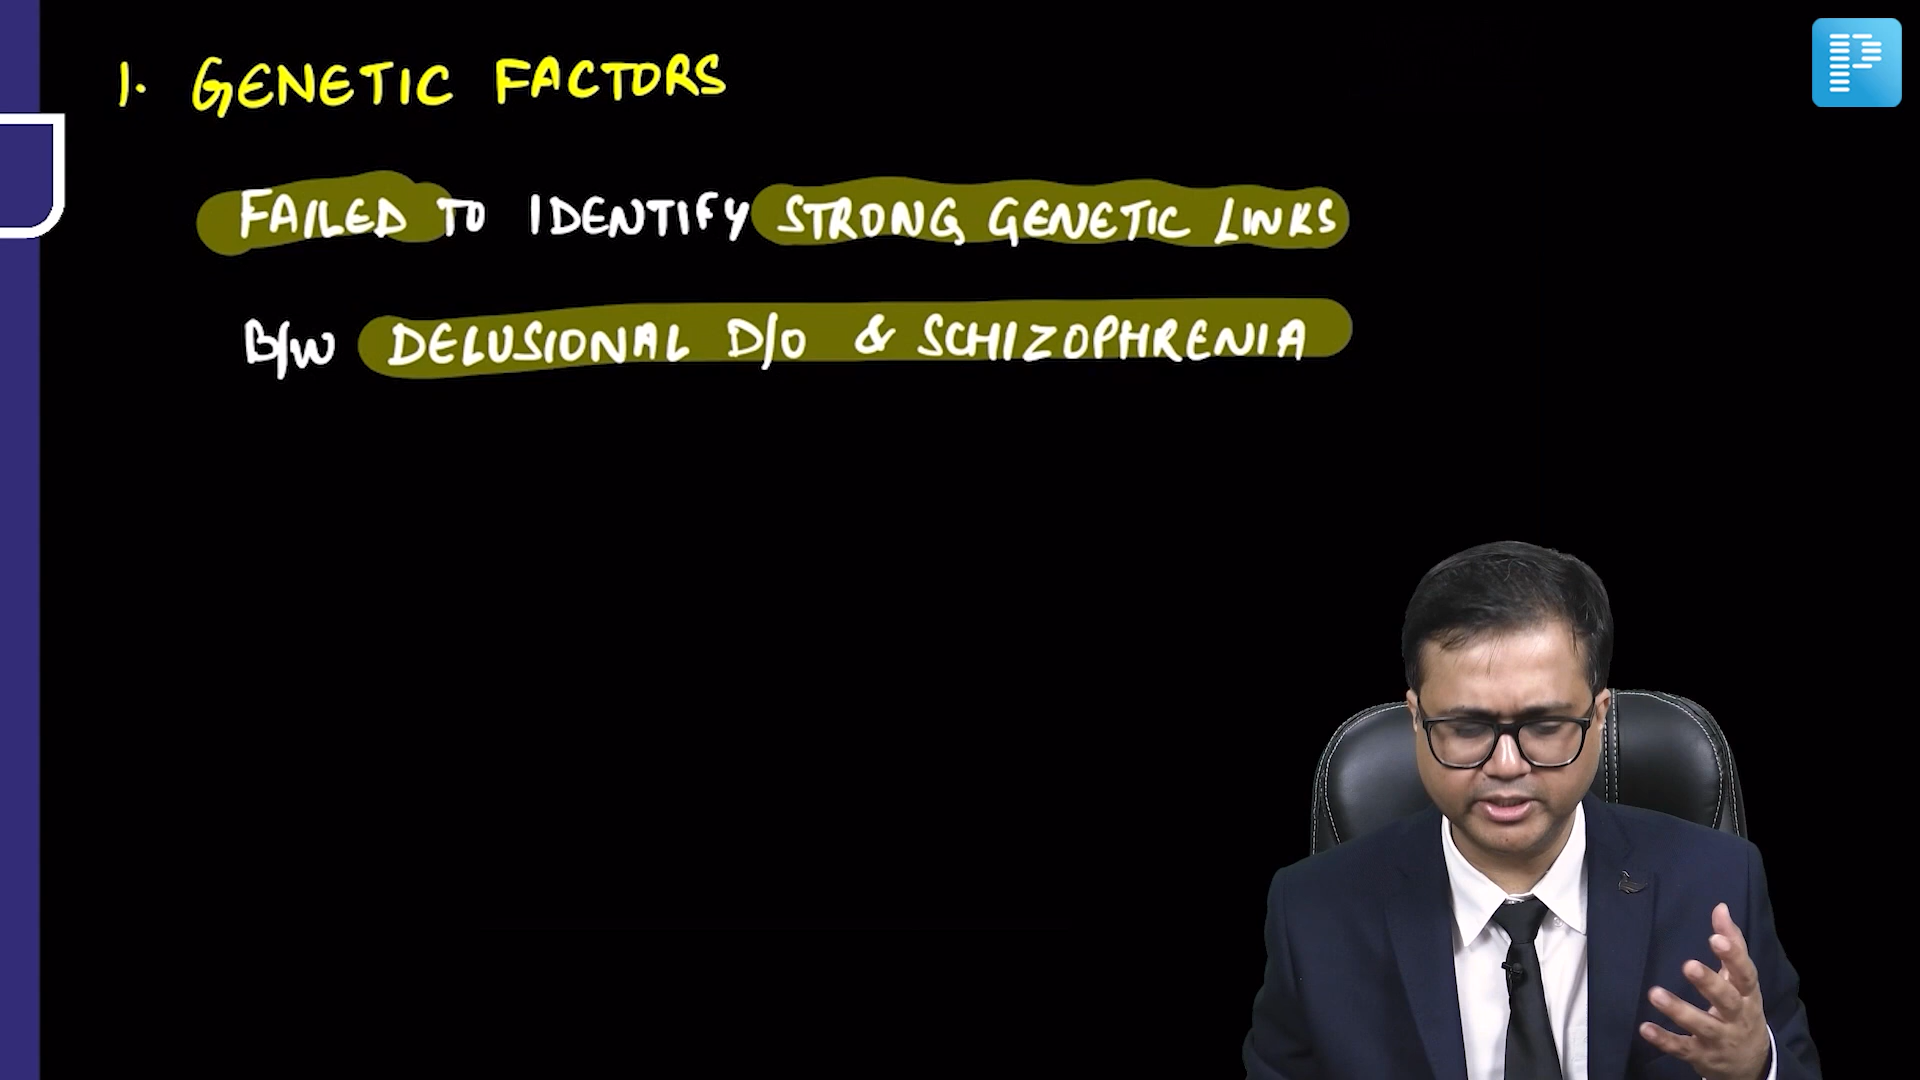 1. GENETIC FACTORS
FAILED TO IDENTIFY STRONG GENETIC LINKS
B/W DELUSIONAL D/O & SCHIZOPHRENIA